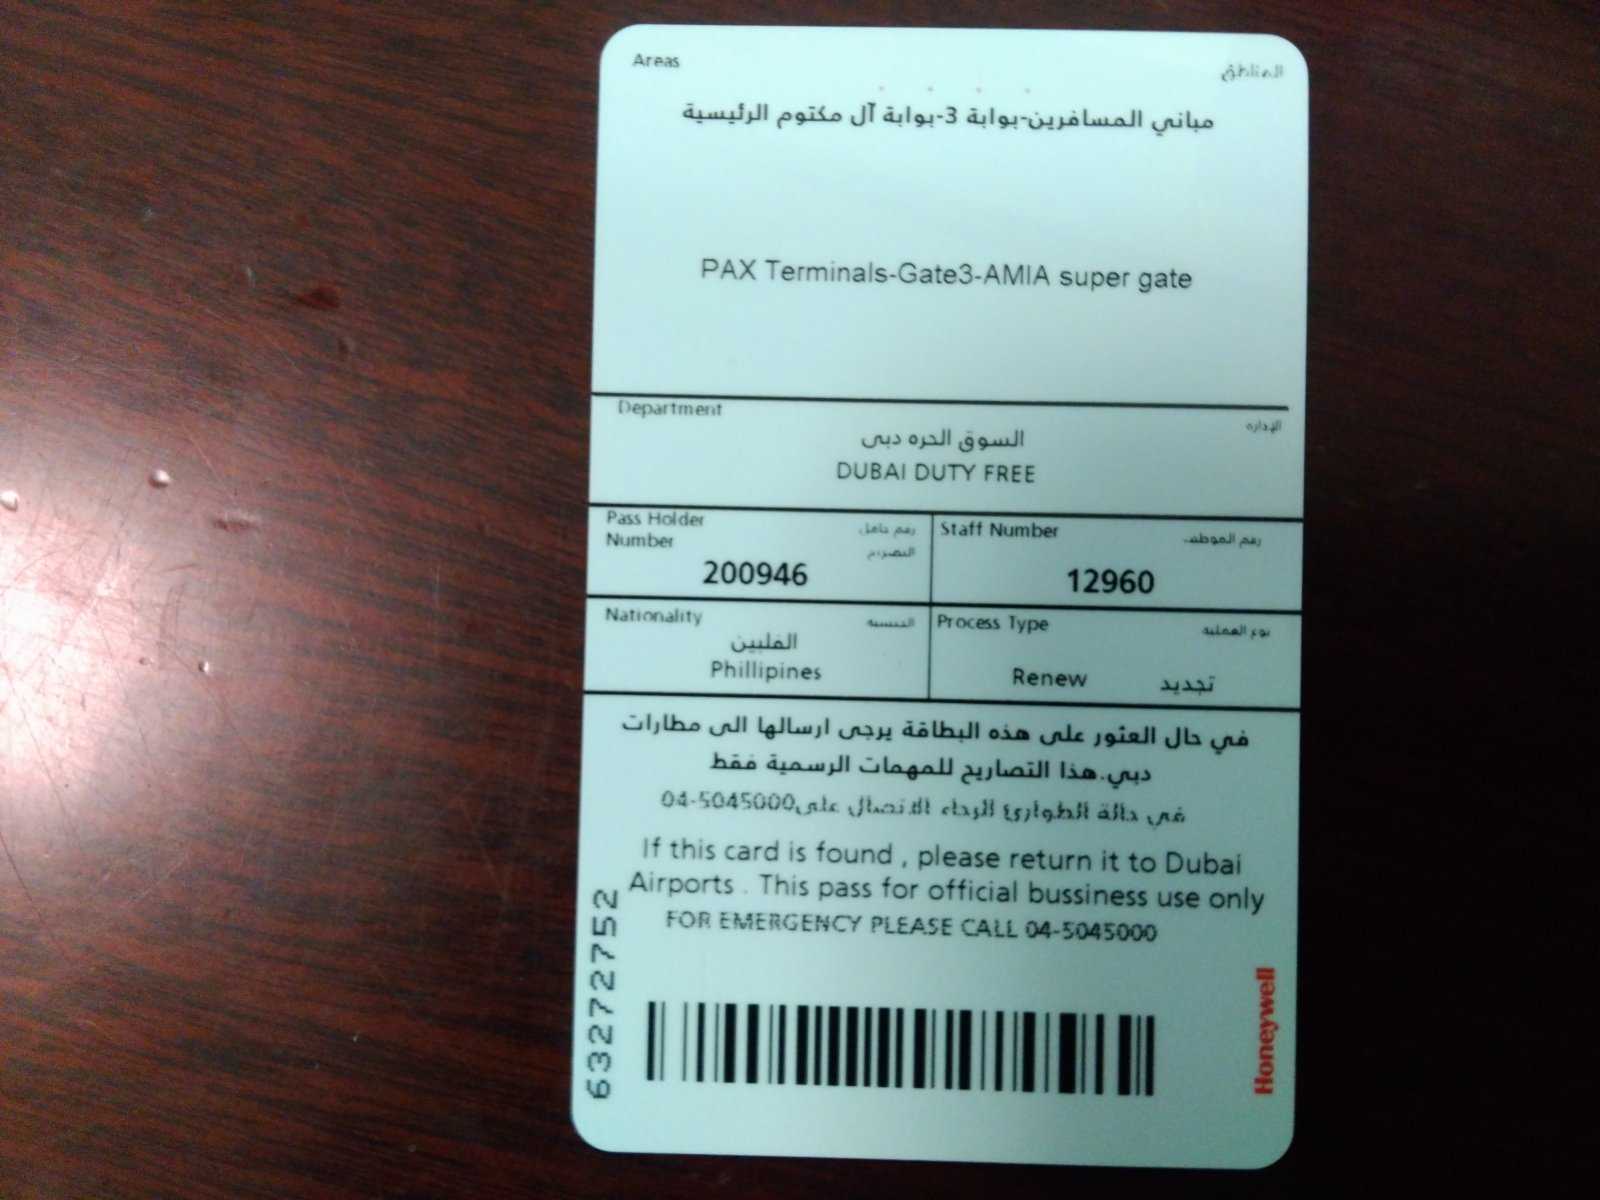 Areas المناطق
مباني المسافرين-بوابة 3-بوابة آل مكتوم الرئيسية
PAX Terminals-Gate3-AMIA super gate
Department الإدارة
السوق الحره دبى
DUBAI DUTY FREE
Pass Holder رقم حامل
Number التصريح
200946
Staff Number رقم الموظف
12960
Nationality الجنسية
الفلبين
Phillipines
Process Type نوع العملية
Renew تجديد
في حال العثور على هذه البطاقة يرجى ارسالها الى مطارات
دبي.هذا التصاريح للمهمات الرسمية فقط
في حالة الطوارئ الرجاء الاتصال على04-5045000
If this card is found , please return it to Dubai
Airports . This pass for official bussiness use only
FOR EMERGENCY PLEASE CALL 04-5045000
63272752
Honeywell